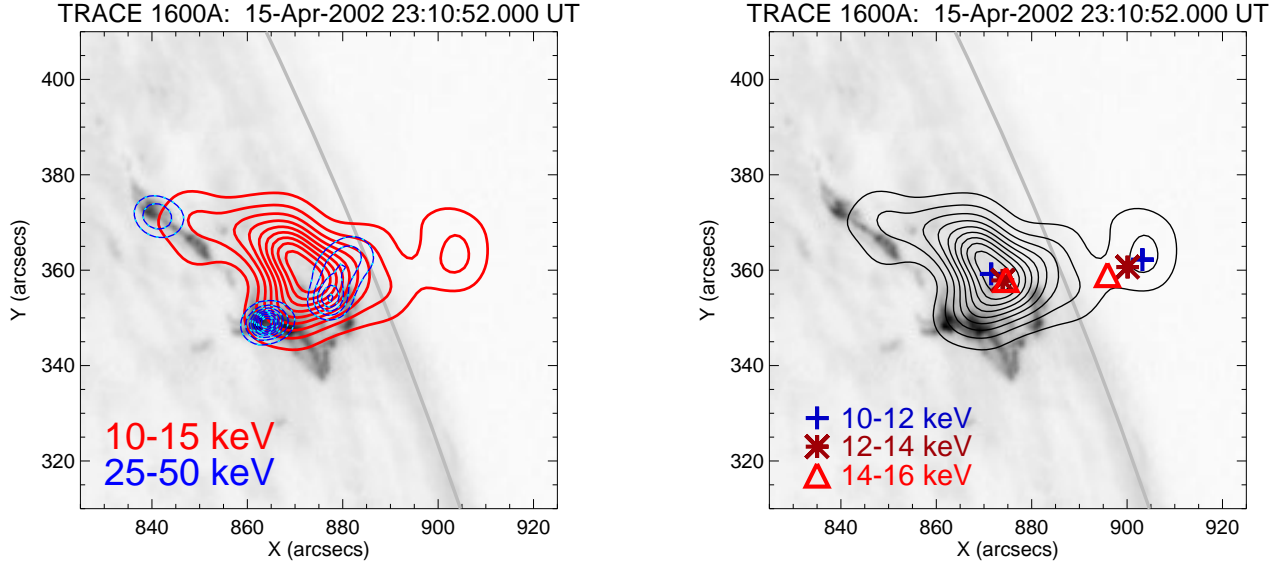 TRACE 1600A: 15-Apr-2002 23:10:52.000 UT
400
380
360
340
320
Y (arcsecs)
10-15 keV
25-50 keV
840 860 880 900 920
X (arcsecs)
TRACE 1600A: 15-Apr-2002 23:10:52.000 UT
400
380
360
340
320
Y (arcsecs)
10-12 keV
12-14 keV
14-16 keV
840 860 880 900 920
X (arcsecs)